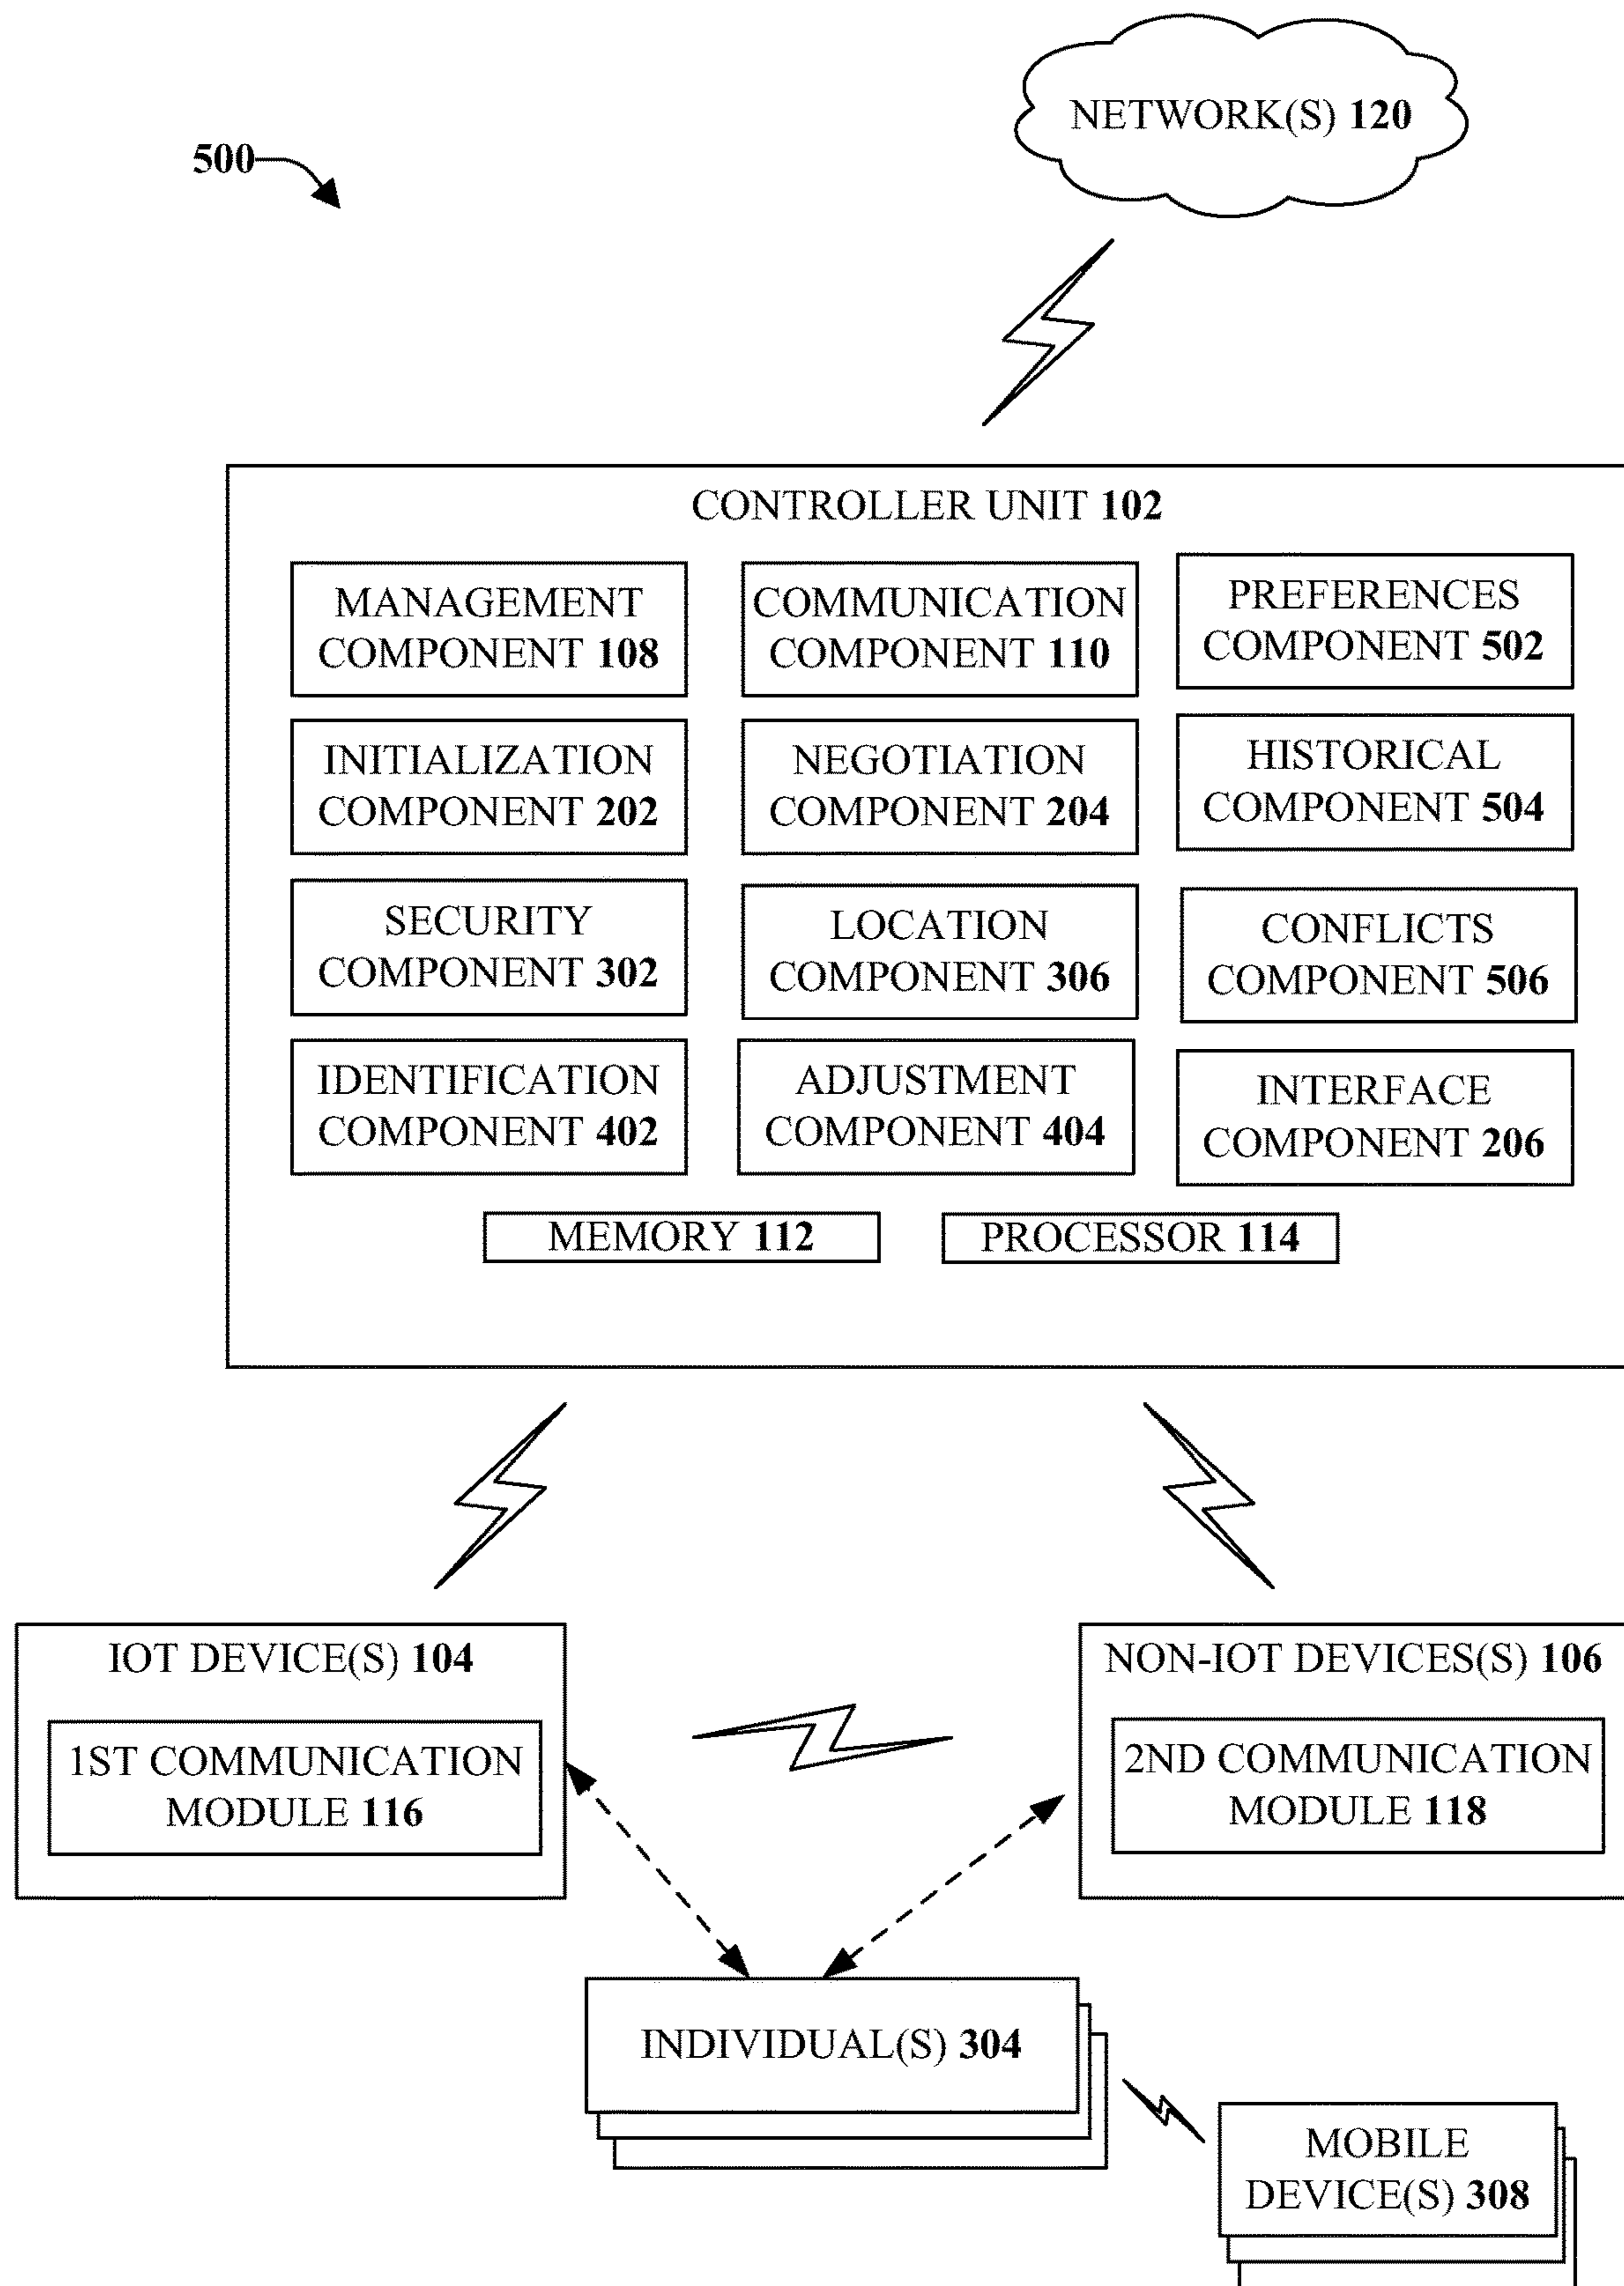 NETWORK(S) 120
500
CONTROLLER UNIT 102
MANAGEMENT
COMPONENT 108
COMMUNICATION
COMPONENT 110
PREFERENCES
COMPONENT 502
INITIALIZATION
COMPONENT 202
NEGOTIATION
COMPONENT 204
HISTORICAL
COMPONENT 504
SECURITY
COMPONENT 302
LOCATION
COMPONENT 306
CONFLICTS
COMPONENT 506
IDENTIFICATION
COMPONENT 402
ADJUSTMENT
COMPONENT 404
INTERFACE
COMPONENT 206
MEMORY 112
PROCESSOR 114
IOT DEVICE(S) 104
1ST COMMUNICATION
MODULE 116
NON-IOT DEVICES(S) 106
2ND COMMUNICATION
MODULE 118
INDIVIDUAL(S) 304
MOBILE
DEVICE(S) 308